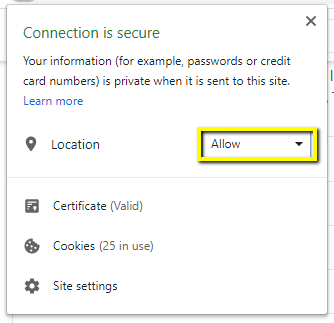 Connection is secure
Your information (for example, passwords or credit
card numbers) is private when it is sent to this site.
Learn more
Location Allow
Certificate (Valid)
Cookies (25 in use)
Site settings